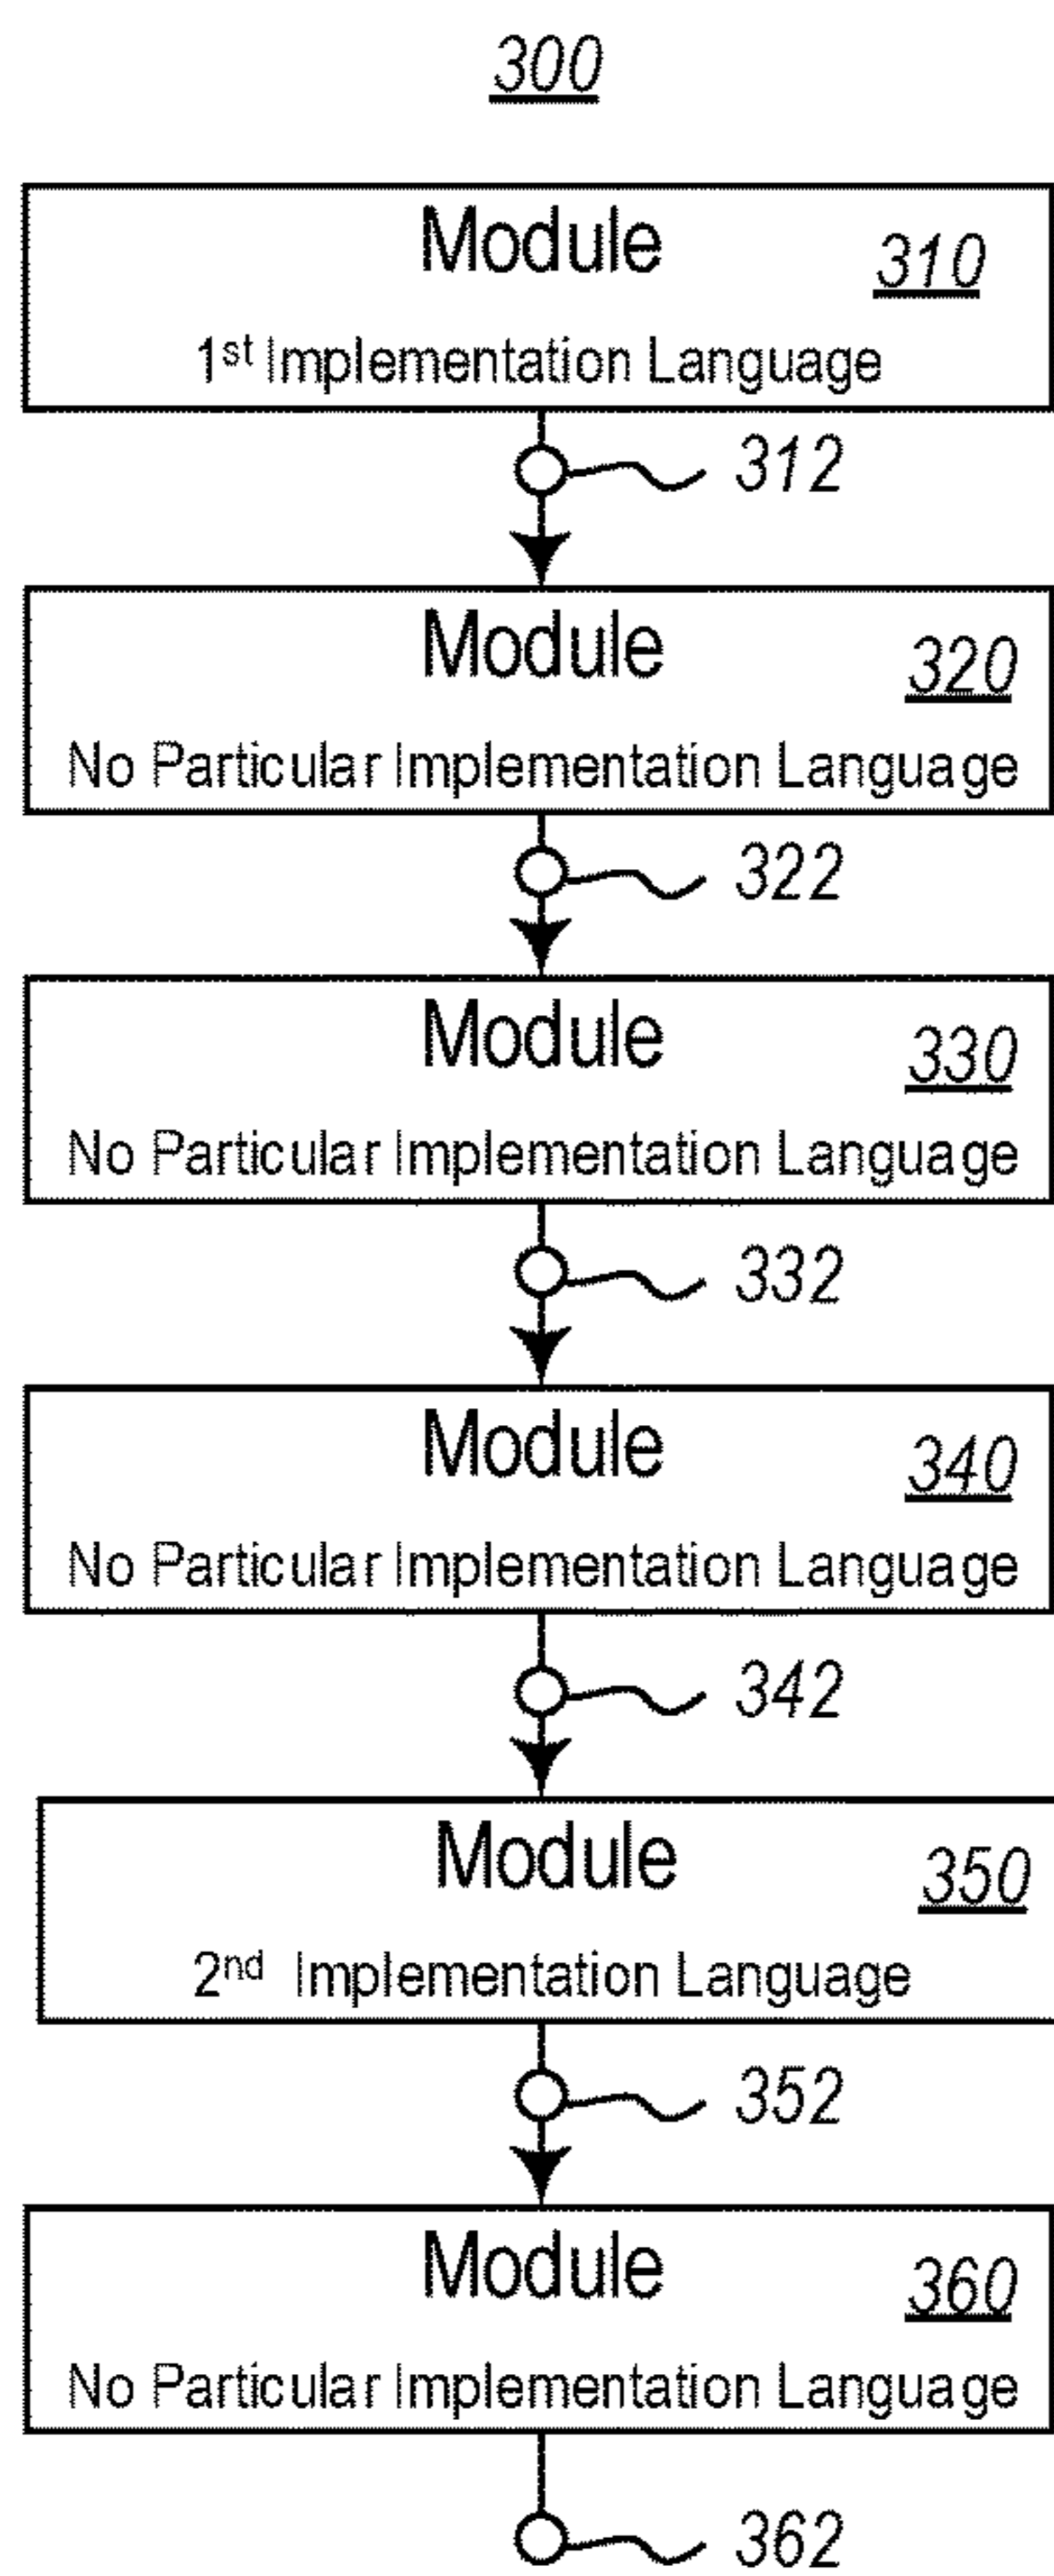 300
Module 310
1st Implementation Language
312
Module 320
No Particular Implementation Language
322
Module 330
No Particular Implementation Language
332
Module 340
No Particular Implementation Language
342
Module 350
2nd Implementation Language
352
Module 360
No Particular Implementation Language
362